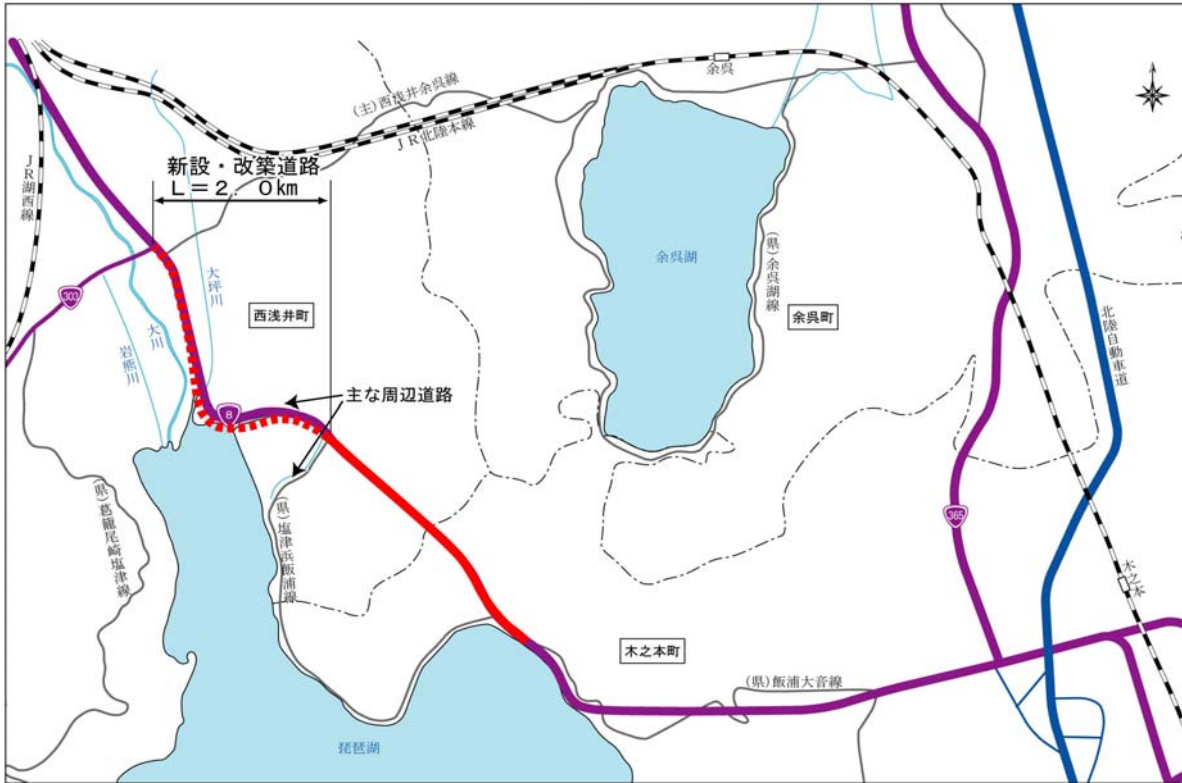 余呉
(主)西浅井余呉線
JR北陸本線
新設・改築道路
L=2.0km
JR湖西線
余呉湖
(県)余呉湖線
大坪川
303
西浅井町
余呉町
北陸自動車道
大川
岩熊川
主な周辺道路
8
(県)葛籠尾崎塩津線
(県)塩津浜飯浦線
365
木之本
木之本町
(県)飯浦大音線
琵琶湖